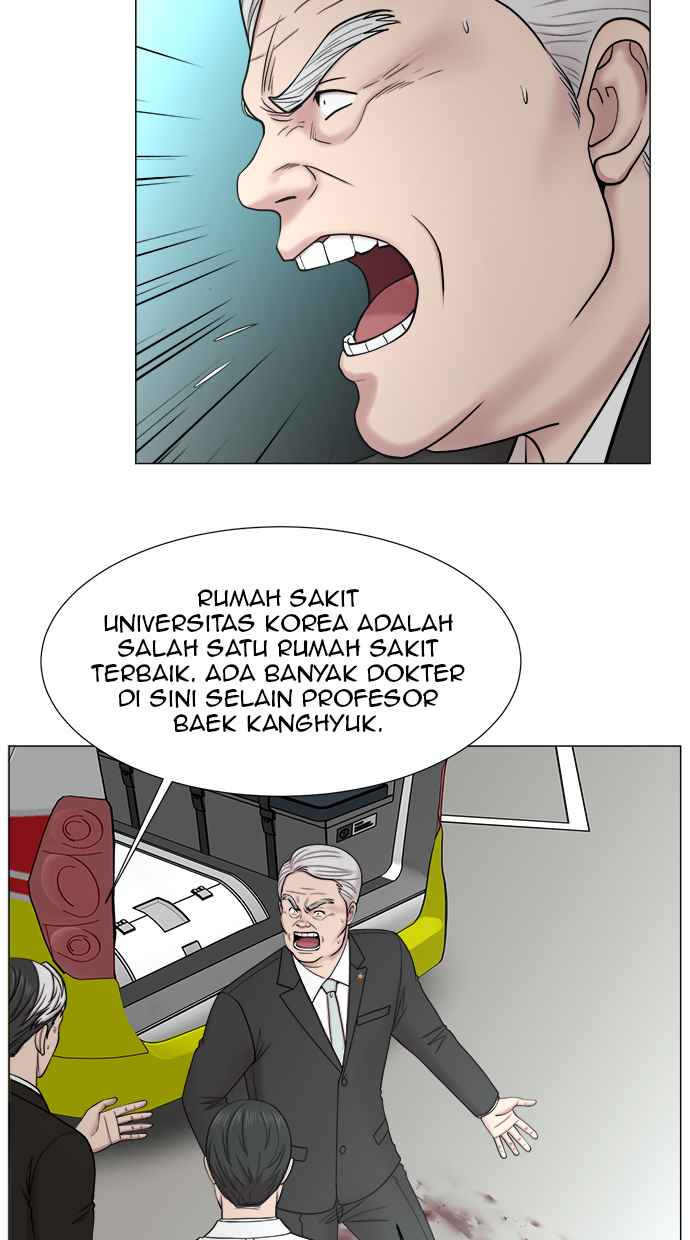 RUMAH SAKIT
UNIVERSITAS KOREA ADALAH
SALAH SATU RUMAH SAKIT
TERBAIK. ADA BANYAK DOKTER
DI SINI SELAIN PROFESOR
BAEK KANGHYUK.